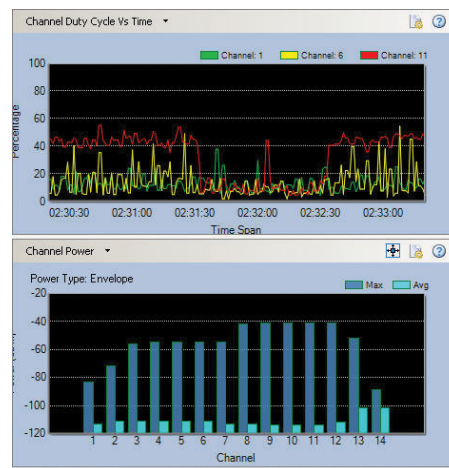 Channel Duty Cycle Vs Time
Channel: 1 Channel: 6 Channel: 11
Percentage
100
80
60
40
20
0
02:30:30 02:31:00 02:31:30 02:32:00 02:32:30 02:33:00
Time Span
Channel Power
Power Type: Envelope
Max Avg
-20
-40
-60
-80
-100
-120
1 2 3 4 5 6 7 8 9 10 11 12 13 14
Channel